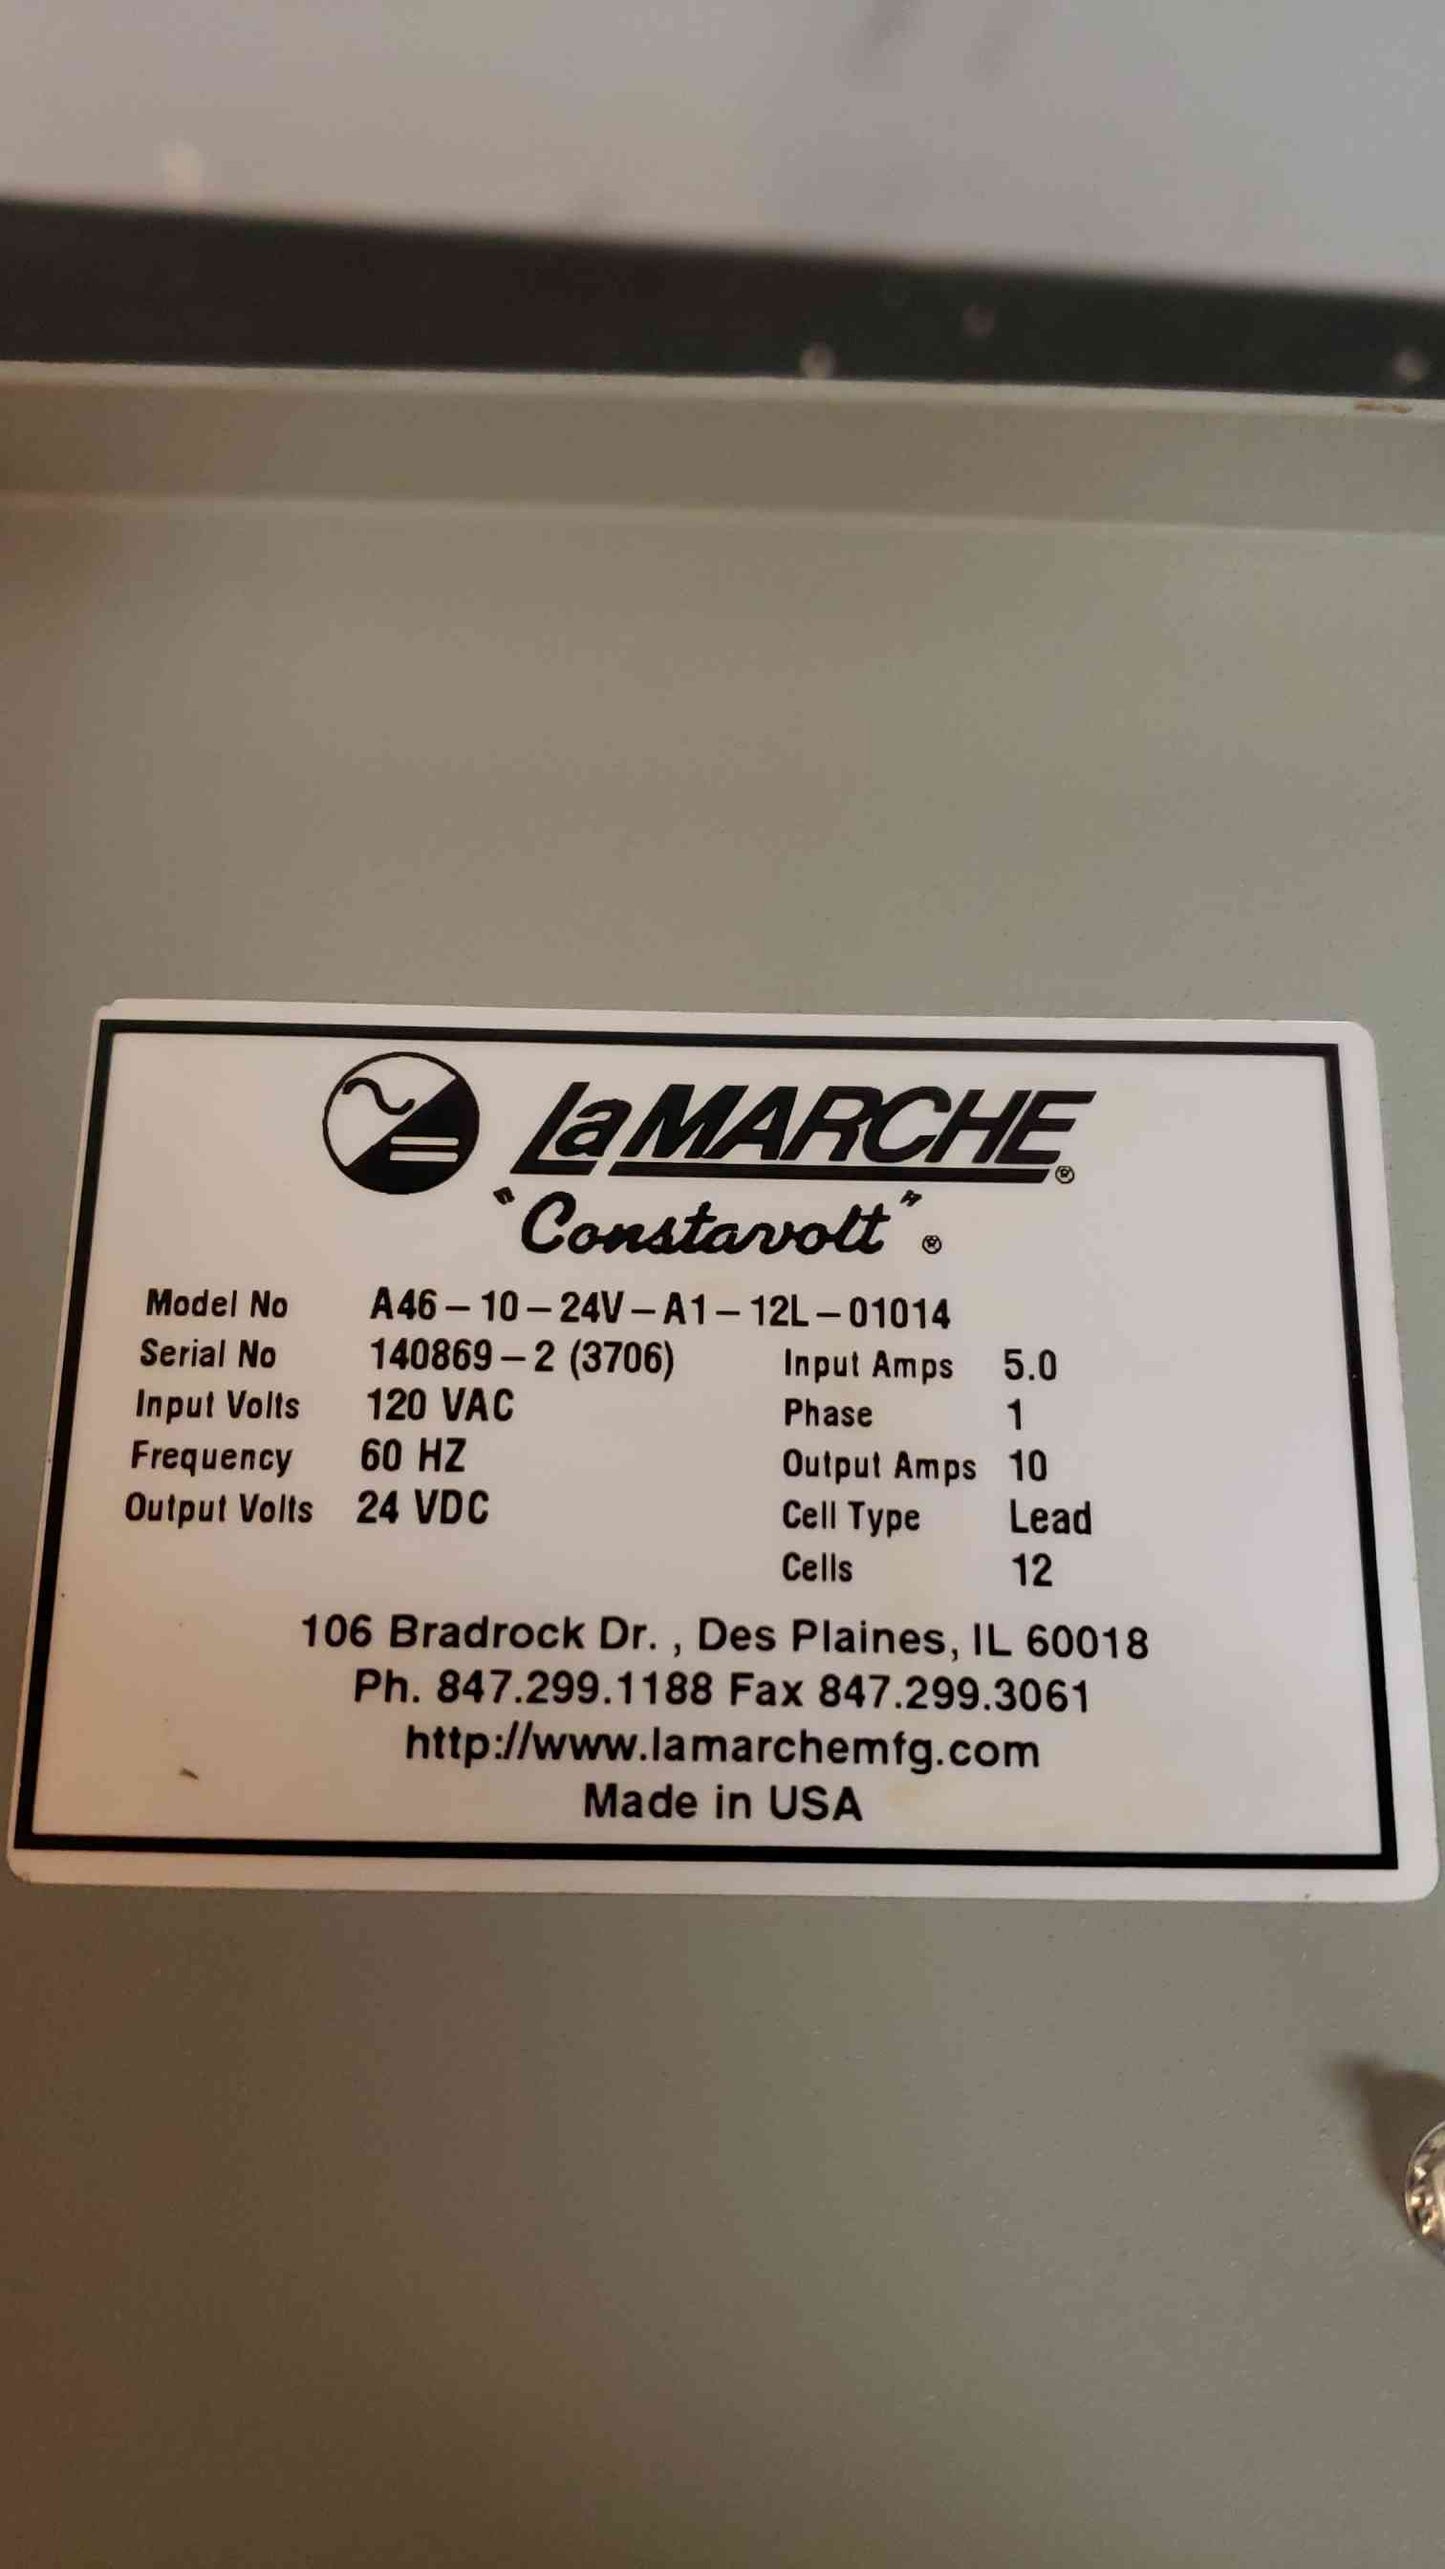 LaMARCHE®
"Constavolt"®
Model No A46-10-24V-A1-12L-01014
Serial No 140869-2 (3706) Input Amps 5.0
Input Volts 120 VAC Phase 1
Frequency 60 HZ Output Amps 10
Output Volts 24 VDC Cell Type Lead
Cells 12
106 Bradrock Dr. , Des Plaines, IL 60018
Ph. 847.299.1188 Fax 847.299.3061
http://www.lamarchemfg.com
Made in USA